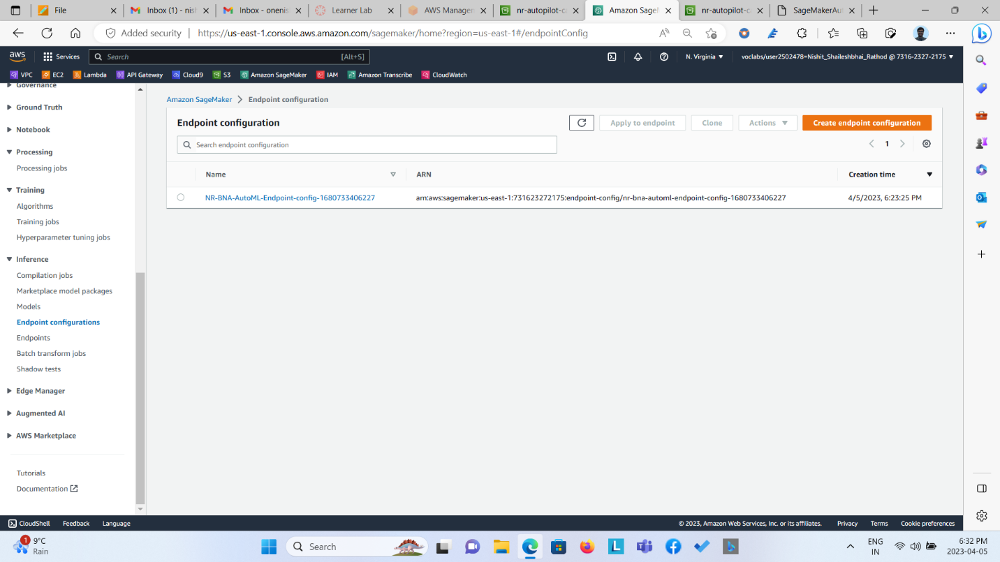 File
Inbox (1) - nish
Inbox - onenis
Learner Lab
AWS Managem
nr-autopilot-ca
Amazon SageM
nr-autopilot-ca
SageMakerAut
Added security
https://us-east-1.console.aws.amazon.com/sagemaker/home?region=us-east-1#/endpointConfig
aws
Services
Search
[Alt+S]
N. Virginia
voclabs/user2502478=Nishit_Shaileshbhai_Rathod @ 7316-2327-2175
VPC
EC2
Lambda
API Gateway
Cloud9
S3
Amazon SageMaker
IAM
Amazon Transcribe
CloudWatch
Governance
Ground Truth
Notebook
Processing
Processing jobs
Training
Algorithms
Training jobs
Hyperparameter tuning jobs
Inference
Compilation jobs
Marketplace model packages
Models
Endpoint configurations
Endpoints
Batch transform jobs
Shadow tests
Edge Manager
Augmented AI
AWS Marketplace
Tutorials
Documentation
Amazon SageMaker
Endpoint configuration
Endpoint configuration
Apply to endpoint
Clone
Actions
Create endpoint configuration
Search endpoint configuration
1
Name
ARN
Creation time
NR-BNA-AutoML-Endpoint-config-1680733406227
arn:aws:sagemaker:us-east-1:731623272175:endpoint-config/nr-bna-automl-endpoint-config-1680733406227
4/5/2023, 6:23:25 PM
CloudShell
Feedback
Language
© 2023, Amazon Web Services, Inc. or its affiliates.
Privacy
Terms
Cookie preferences
1
9°C
Rain
Search
ENG
IN
6:32 PM
2023-04-05